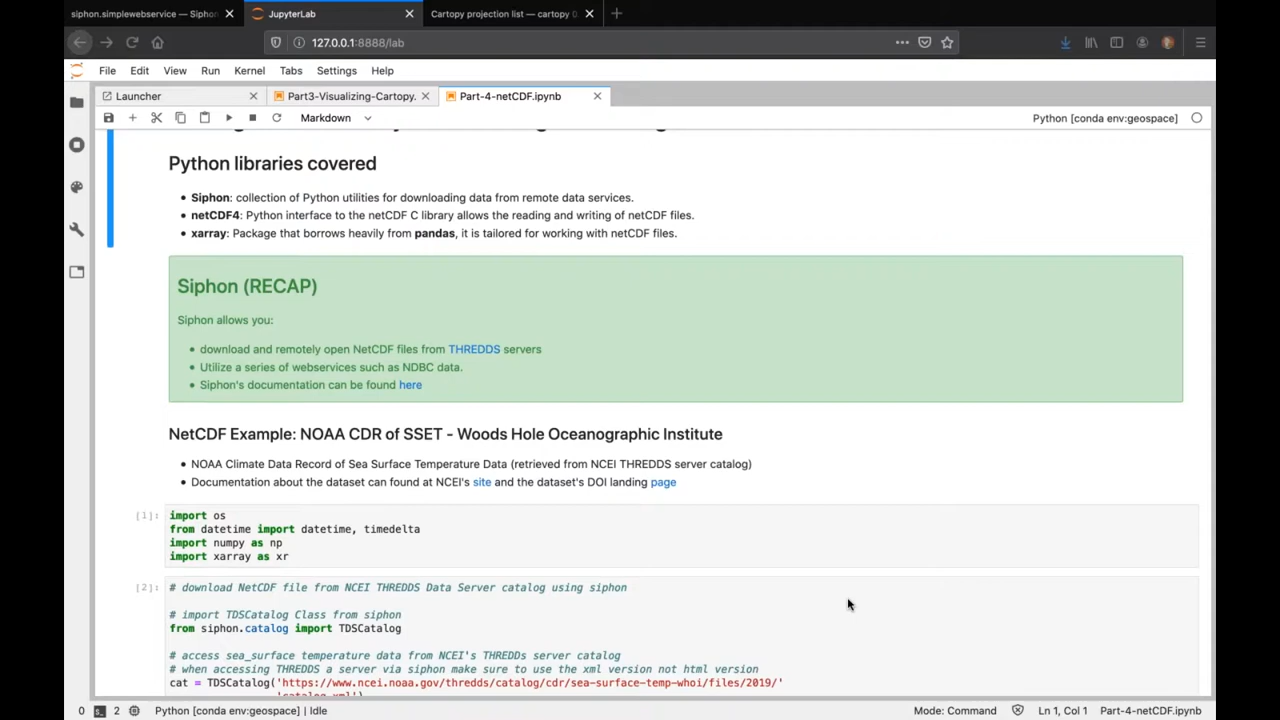 siphon.simplewebservice — Siphon
JupyterLab
Cartopy projection list — cartopy 0
127.0.0.1:8888/lab
File Edit View Run Kernel Tabs Settings Help
Launcher
Part3-Visualizing-Cartopy.
Part-4-netCDF.ipynb
Markdown
Python [conda env:geospace]
Python libraries covered
• Siphon: collection of Python utilities for downloading data from remote data services.
• netCDF4: Python interface to the netCDF C library allows the reading and writing of netCDF files.
• xarray: Package that borrows heavily from pandas, it is tailored for working with netCDF files.
Siphon (RECAP)
Siphon allows you:
• download and remotely open NetCDF files from THREDDS servers
• Utilize a series of webservices such as NDBC data.
• Siphon's documentation can be found here
NetCDF Example: NOAA CDR of SSET - Woods Hole Oceanographic Institute
• NOAA Climate Data Record of Sea Surface Temperature Data (retrieved from NCEI THREDDS server catalog)
• Documentation about the dataset can found at NCEI's site and the dataset's DOI landing page
[1]: import os
from datetime import datetime, timedelta
import numpy as np
import xarray as xr
[2]: # download NetCDF file from NCEI THREDDS Data Server catalog using siphon
# import TDSCatalog Class from siphon
from siphon.catalog import TDSCatalog
# access sea_surface temperature data from NCEI's THREDDs server catalog
# when accessing THREDDS a server via siphon make sure to use the xml version not html version
cat = TDSCatalog('https://www.ncei.noaa.gov/thredds/catalog/cdr/sea-surface-temp-whoi/files/2019/'
'catalog.xml')
0 2 Python [conda env:geospace] | Idle
Mode: Command Ln 1, Col 1 Part-4-netCDF.ipynb